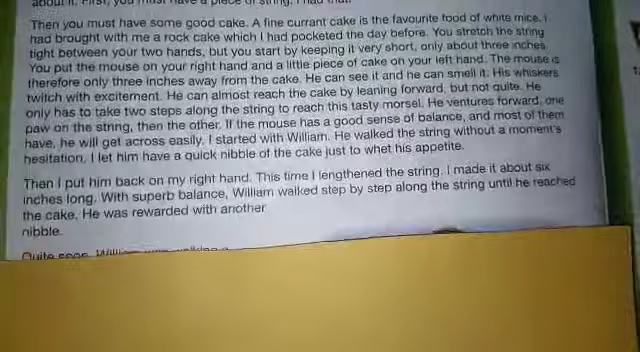 about it. First, you must have a piece of string. I had that.
Then you must have some good cake. A fine currant cake is the favourite food of white mice. I
had brought with me a rock cake which I had pocketed the day before. You stretch the string
tight between your two hands, but you start by keeping it very short, only about three inches.
You put the mouse on your right hand and a little piece of cake on your left hand. The mouse is
therefore only three inches away from the cake. He can see it and he can smell it. His whiskers
twitch with excitement. He can almost reach the cake by leaning forward, but not quite. He
only has to take two steps along the string to reach this tasty morsel. He ventures forward, one
paw on the string, then the other. If the mouse has a good sense of balance, and most of them
have, he will get across easily. I started with William. He walked the string without a moment's
hesitation. I let him have a quick nibble of the cake just to whet his appetite.
Then I put him back on my right hand. This time I lengthened the string. I made it about six
inches long. With superb balance, William walked step by step along the string until he reached
the cake. He was rewarded with another
nibble.
Quite soon, William was walking a